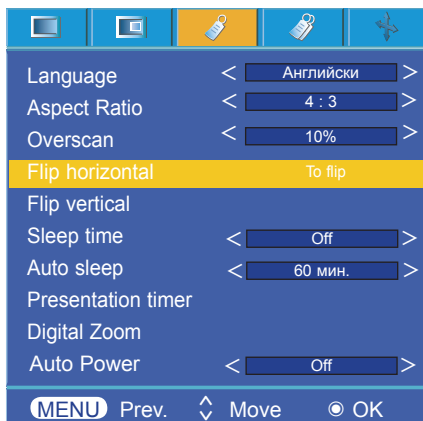 Language < Английски >
Aspect Ratio < 4 : 3 >
Overscan < 10% >
Flip horizontal To flip
Flip vertical
Sleep time < Off >
Auto sleep < 60 мин. >
Presentation timer
Digital Zoom
Auto Power < Off >
MENU Prev. Move OK